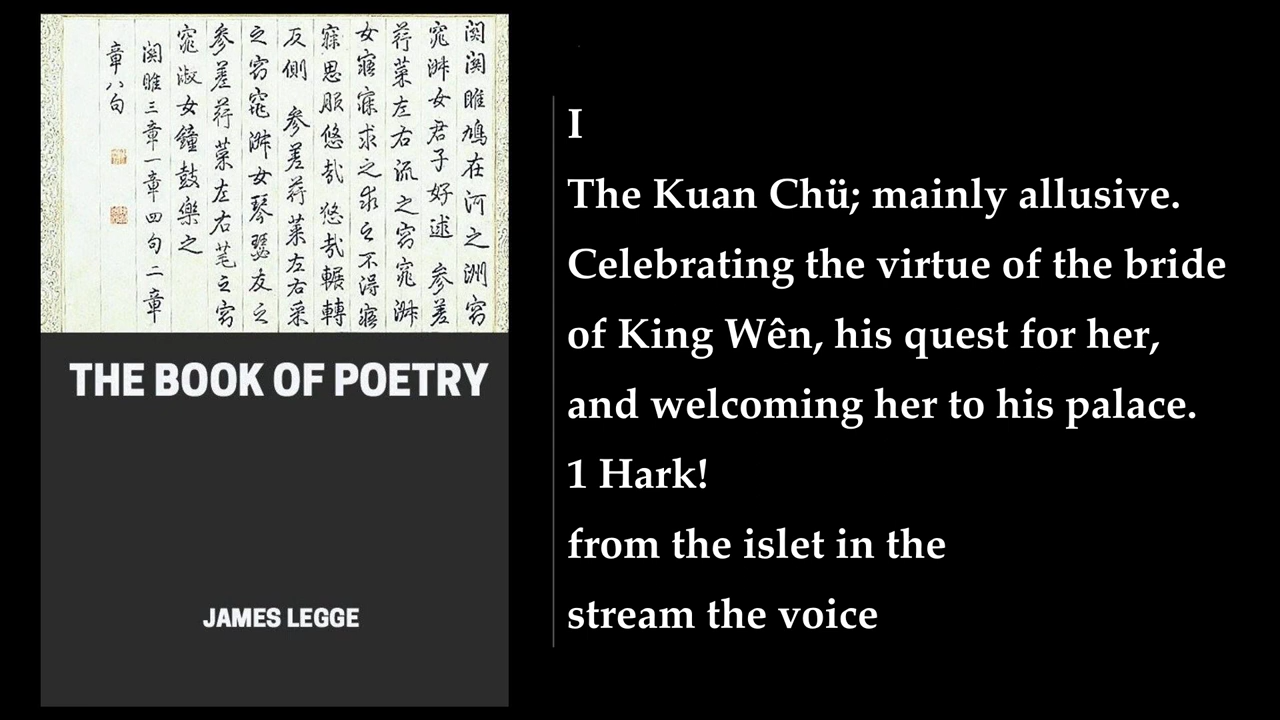 關關雎鳩在河之洲窈
窕淑女君子好逑 參差
荇菜左右流之窈窕淑
女寤寐求之求之不得寤
寐思服悠哉悠哉輾轉
反側 參差荇菜左右采
之窈窕淑女琴瑟友之
參差荇菜左右芼之窈
窕淑女鐘鼓樂之
關雎三章一章四句二章
章八句
THE BOOK OF POETRY
JAMES LEGGE
I
The Kuan Chü; mainly allusive.
Celebrating the virtue of the bride
of King Wên, his quest for her,
and welcoming her to his palace.
1 Hark!
from the islet in the
stream the voice